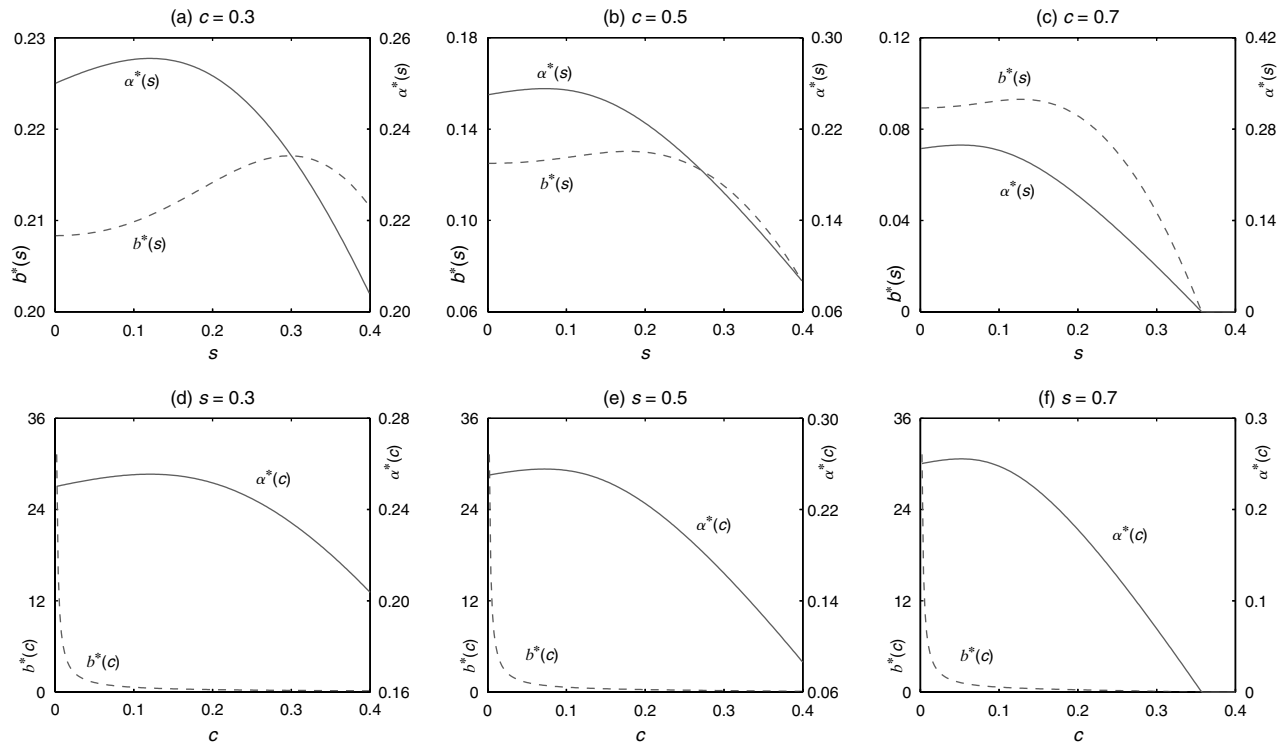 (a) c = 0.3
0.23
0.22
0.21
0.20
b*(s)
0.26
0.24
0.22
0.20
α*(s)
α*(s)
b*(s)
0
0.1
0.2
0.3
0.4
s
(b) c = 0.5
0.18
0.14
0.10
0.06
b*(s)
0.30
0.22
0.14
0.06
α*(s)
α*(s)
b*(s)
0
0.1
0.2
0.3
0.4
s
(c) c = 0.7
0.12
0.08
0.04
0
b*(s)
0.42
0.28
0.14
0
α*(s)
b*(s)
α*(s)
0
0.1
0.2
0.3
0.4
s
(d) s = 0.3
36
24
12
0
b*(c)
0.28
0.24
0.20
0.16
α*(c)
α*(c)
b*(c)
0
0.1
0.2
0.3
0.4
c
(e) s = 0.5
36
24
12
0
b*(c)
0.30
0.22
0.14
0.06
α*(c)
α*(c)
b*(c)
0
0.1
0.2
0.3
0.4
c
(f) s = 0.7
36
24
12
0
b*(c)
0.3
0.2
0.1
0
α*(c)
α*(c)
b*(c)
0
0.1
0.2
0.3
0.4
c